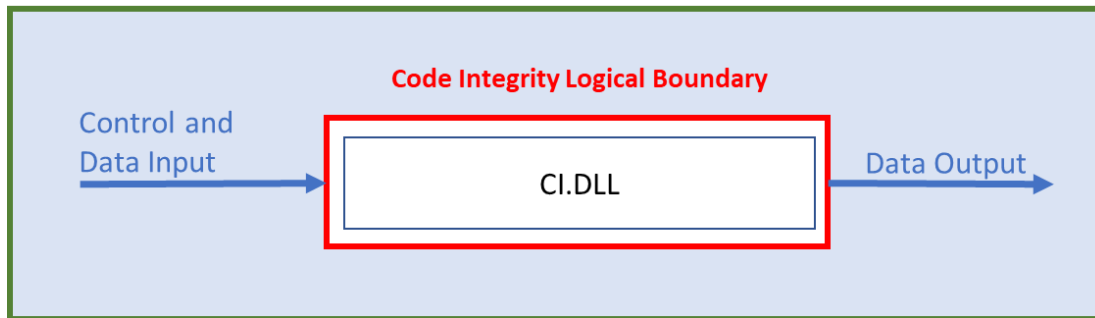 Code Integrity Logical Boundary
Control and
Data Input
CI.DLL
Data Output